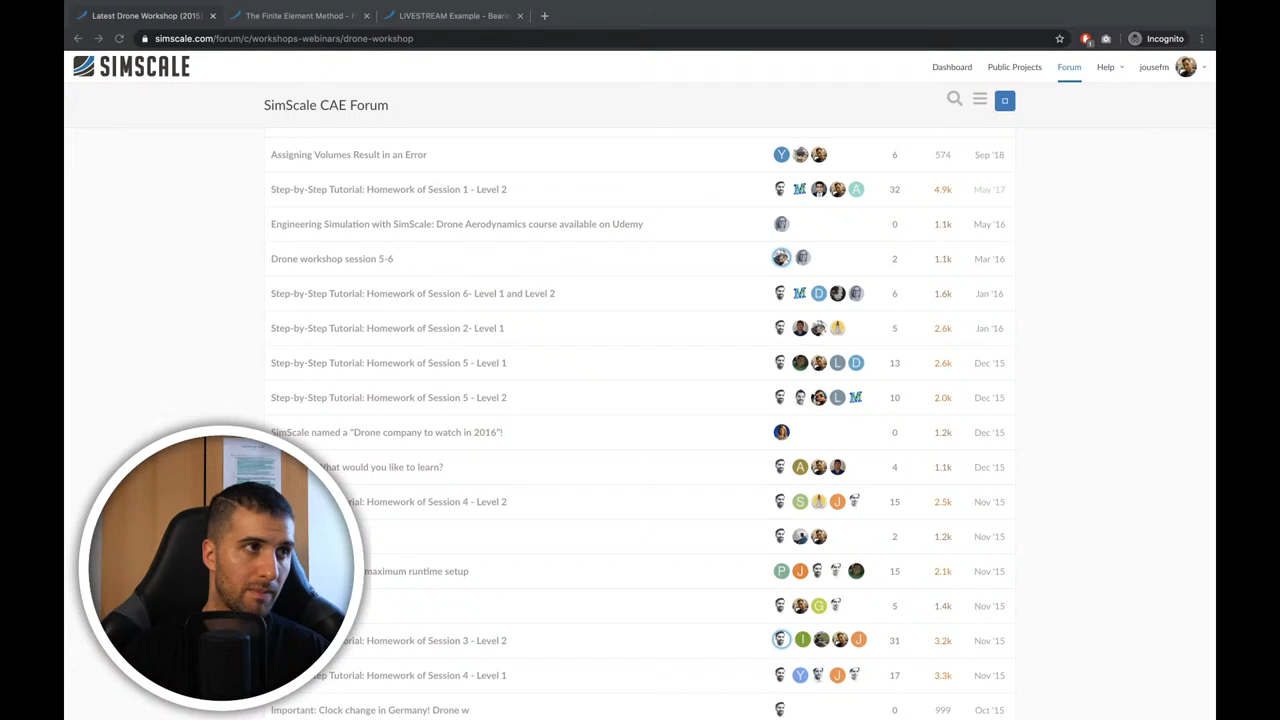 Latest Drone Workshop (2015)
The Finite Element Method - F
LIVESTREAM Example - Bearin
simscale.com/forum/c/workshops-webinars/drone-workshop
Incognito
SIMSCALE
Dashboard
Public Projects
Forum
Help
jousefm
SimScale CAE Forum
Assigning Volumes Result in an Error Y 6 574 Sep '18
Step-by-Step Tutorial: Homework of Session 1 - Level 2 M A 32 4.9k May '17
Engineering Simulation with SimScale: Drone Aerodynamics course available on Udemy 0 1.1k May '16
Drone workshop session 5-6 2 1.1k Mar '16
Step-by-Step Tutorial: Homework of Session 6- Level 1 and Level 2 M D 6 1.6k Jan '16
Step-by-Step Tutorial: Homework of Session 2- Level 1 5 2.6k Jan '16
Step-by-Step Tutorial: Homework of Session 5 - Level 1 L D 13 2.6k Dec '15
Step-by-Step Tutorial: Homework of Session 5 - Level 2 L M 10 2.0k Dec '15
SimScale named a "Drone company to watch in 2016"! 0 1.2k Dec '15
What would you like to learn? A 4 1.1k Dec '15
Tutorial: Homework of Session 4 - Level 2 S J 15 2.5k Nov '15
2 1.2k Nov '15
maximum runtime setup P J 15 2.1k Nov '15
G 5 1.4k Nov '15
Tutorial: Homework of Session 3 - Level 2 I J 31 3.2k Nov '15
Step Tutorial: Homework of Session 4 - Level 1 Y J 17 3.3k Nov '15
Important: Clock change in Germany! Drone w 0 999 Oct '15